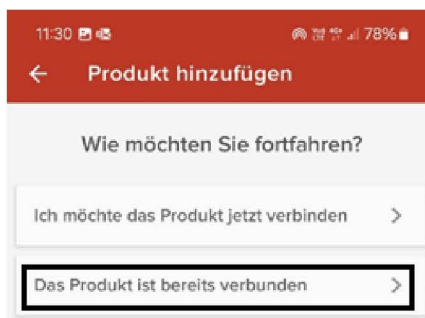 11:30 78%
Produkt hinzufügen
Wie möchten Sie fortfahren?
Ich möchte das Produkt jetzt verbinden
Das Produkt ist bereits verbunden